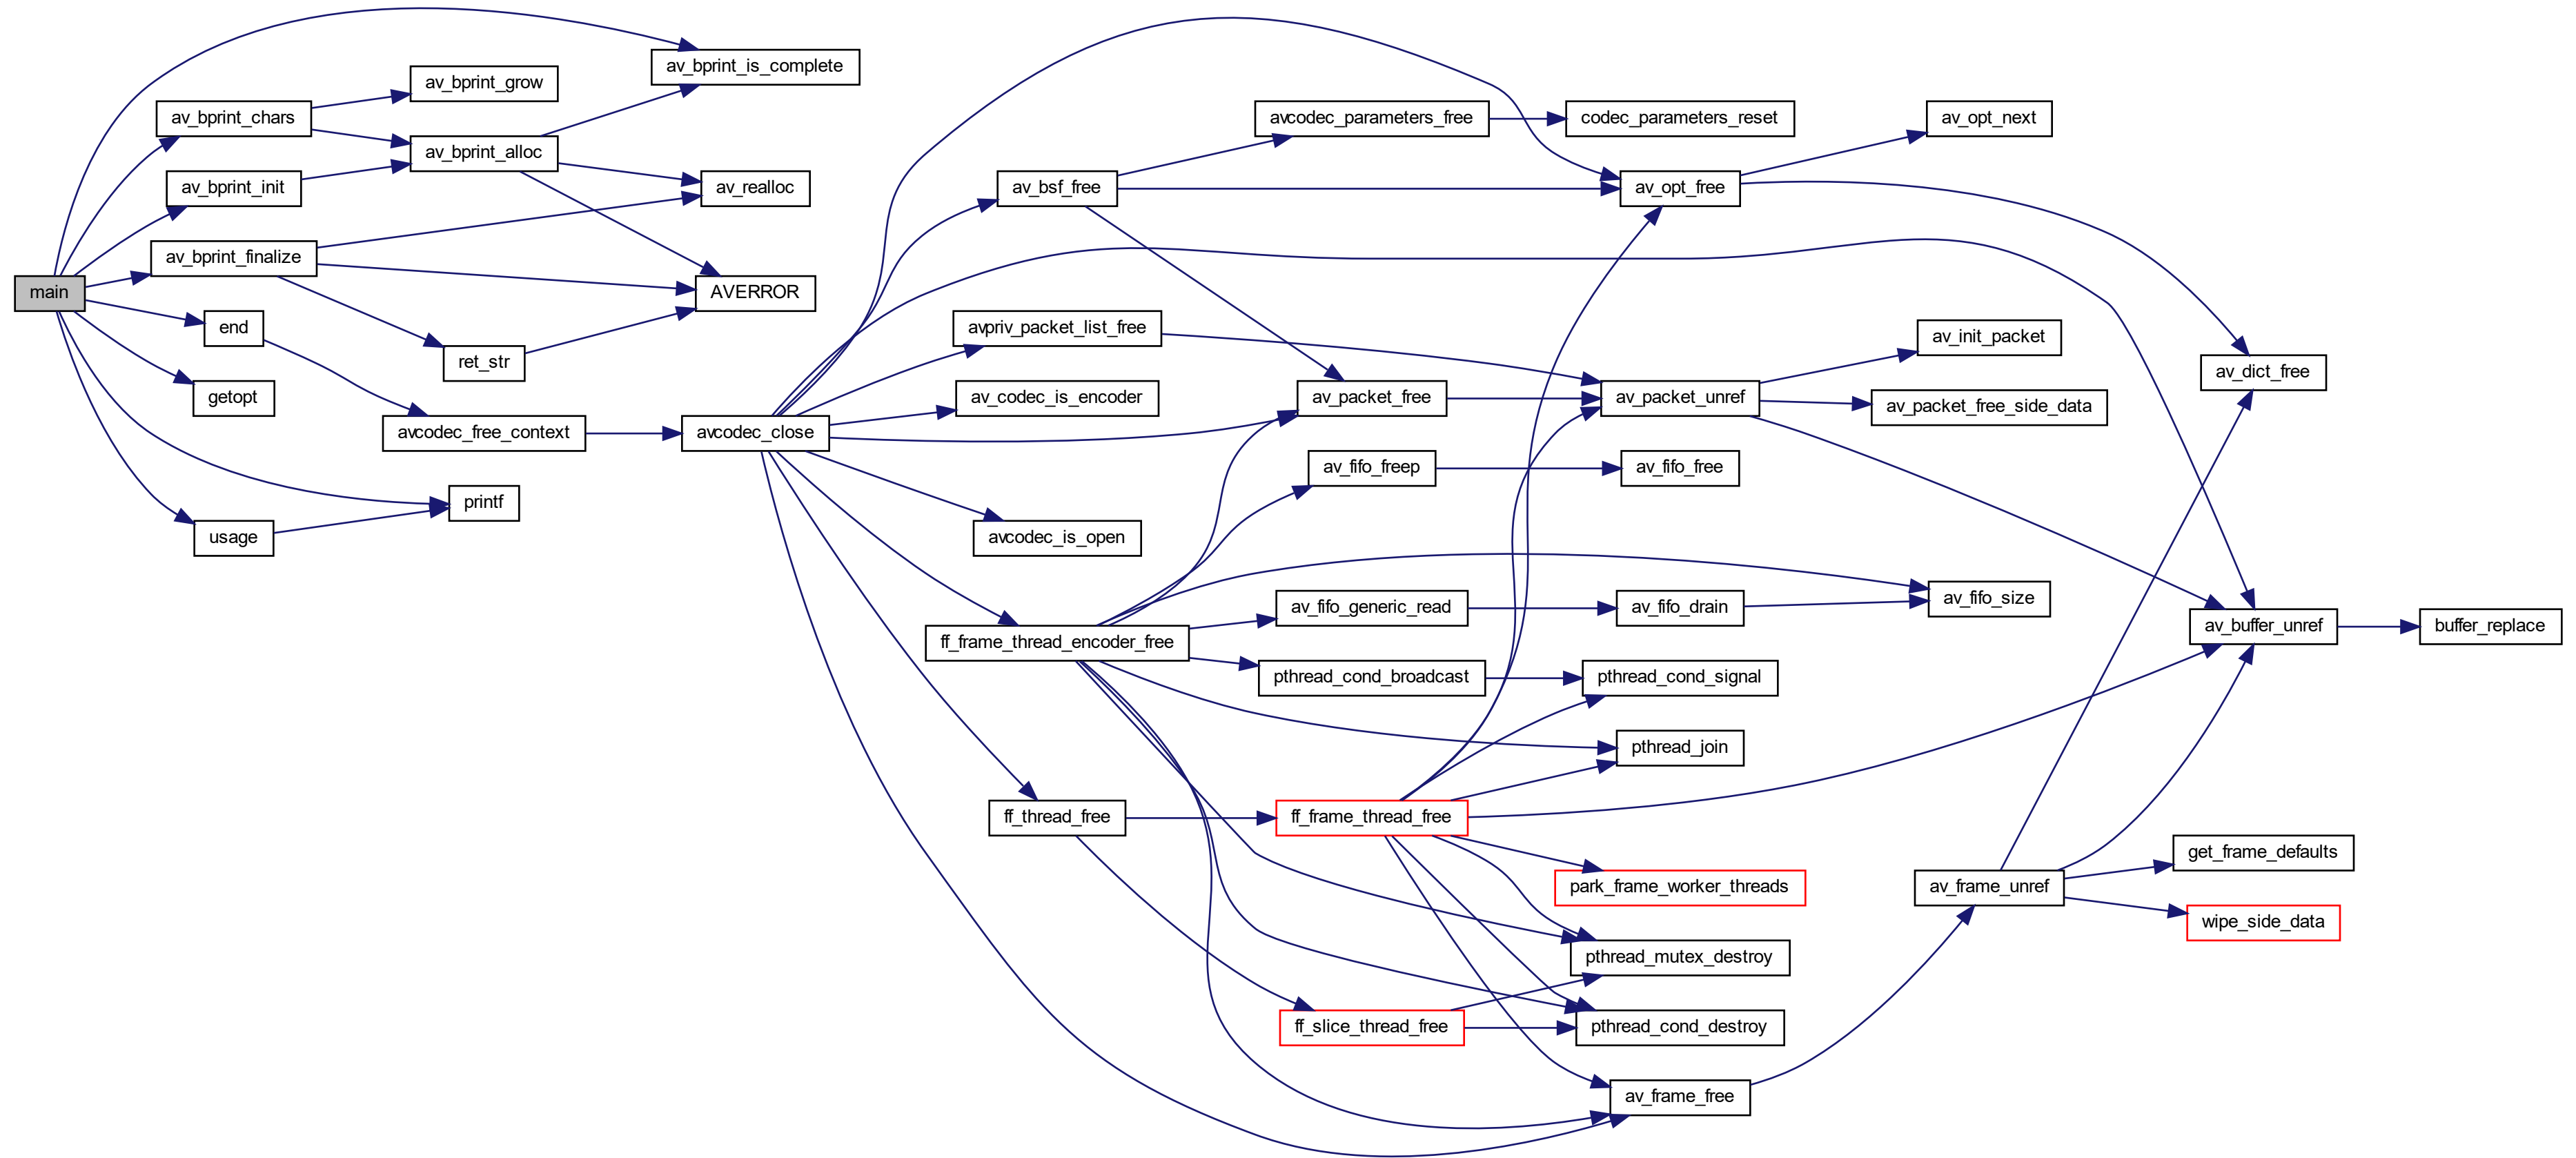 main
av_bprint_is_complete
av_bprint_chars
av_bprint_grow
av_bprint_alloc
av_bprint_init
av_realloc
av_bprint_finalize
AVERROR
end
ret_str
getopt
avcodec_free_context
printf
usage
avcodec_close
av_bsf_free
avcodec_parameters_free
codec_parameters_reset
av_opt_free
av_opt_next
avpriv_packet_list_free
av_codec_is_encoder
av_packet_free
av_packet_unref
av_init_packet
av_packet_free_side_data
av_dict_free
av_fifo_freep
av_fifo_free
avcodec_is_open
ff_frame_thread_encoder_free
av_fifo_generic_read
av_fifo_drain
av_fifo_size
av_buffer_unref
buffer_replace
pthread_cond_broadcast
pthread_cond_signal
pthread_join
ff_thread_free
ff_frame_thread_free
park_frame_worker_threads
av_frame_unref
get_frame_defaults
wipe_side_data
pthread_mutex_destroy
ff_slice_thread_free
pthread_cond_destroy
av_frame_free